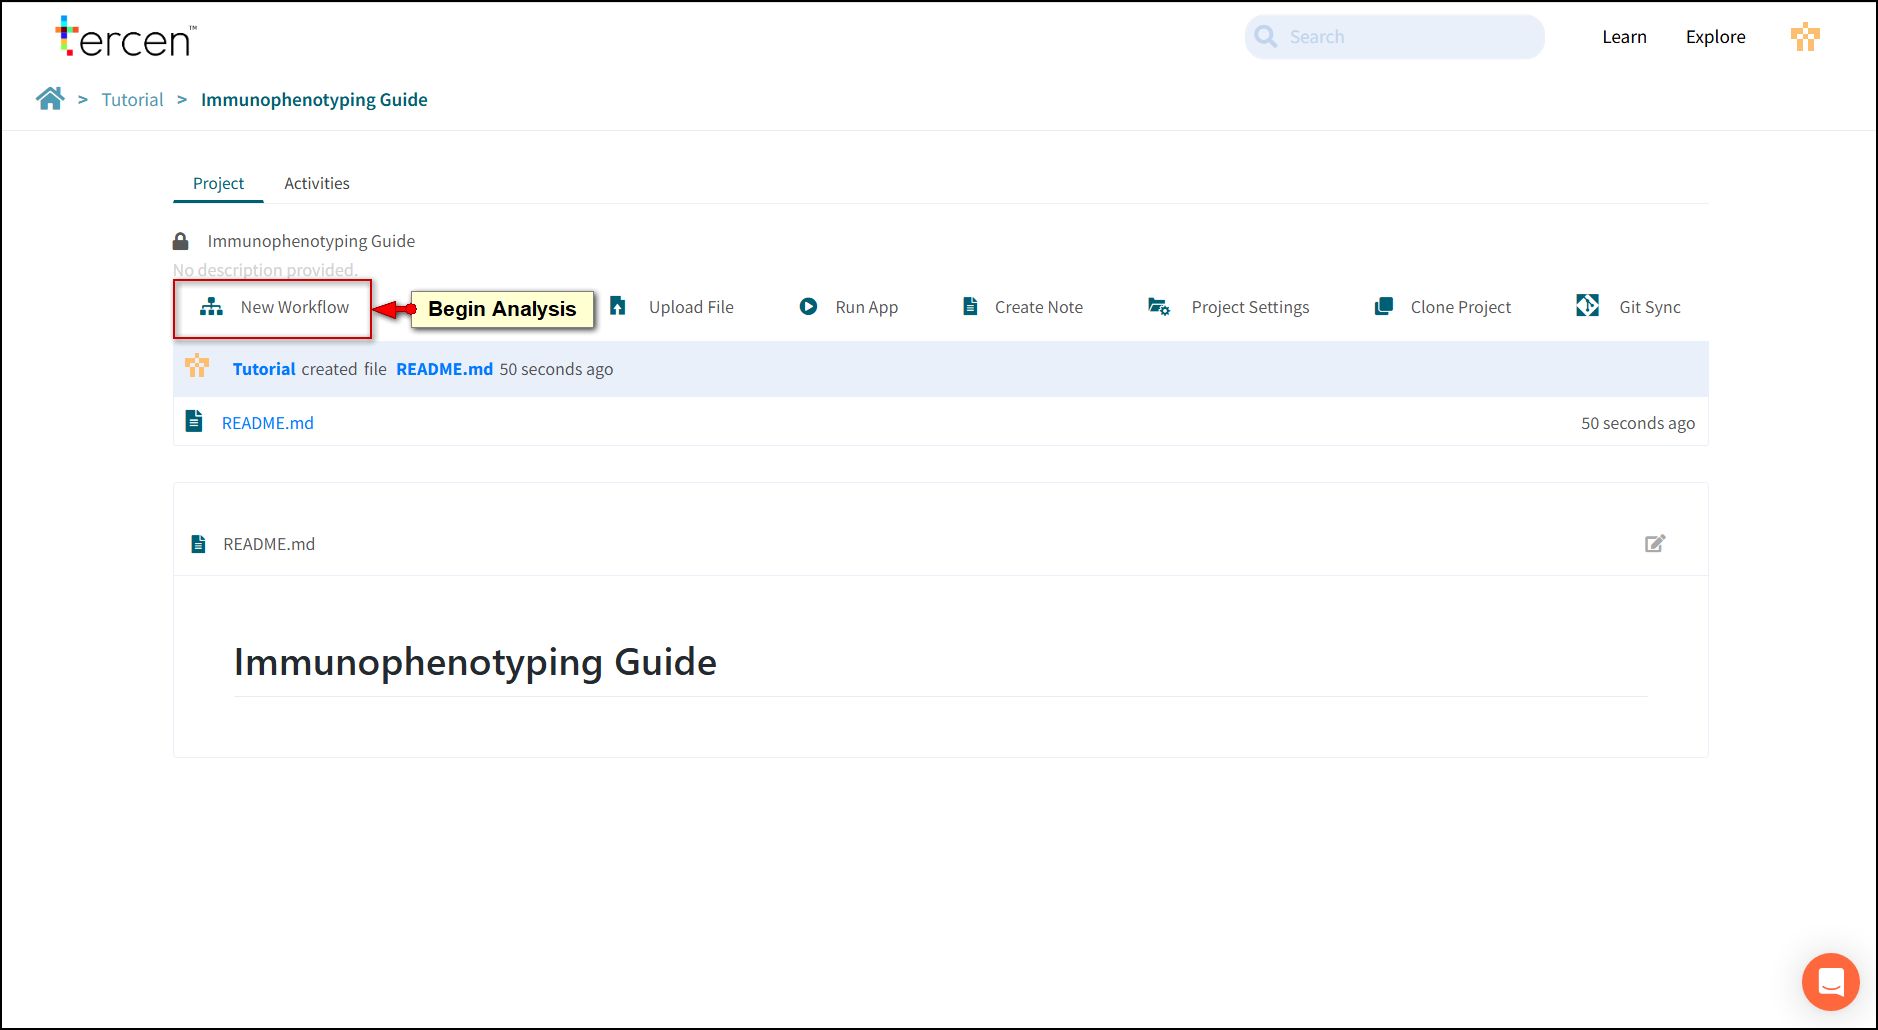 tercen™
Search
Learn Explore
> Tutorial > Immunophenotyping Guide
Project Activities
Immunophenotyping Guide
No description provided.
New Workflow Begin Analysis Upload File Run App Create Note Project Settings Clone Project Git Sync
Tutorial created file README.md 50 seconds ago
README.md 50 seconds ago
README.md
Immunophenotyping Guide